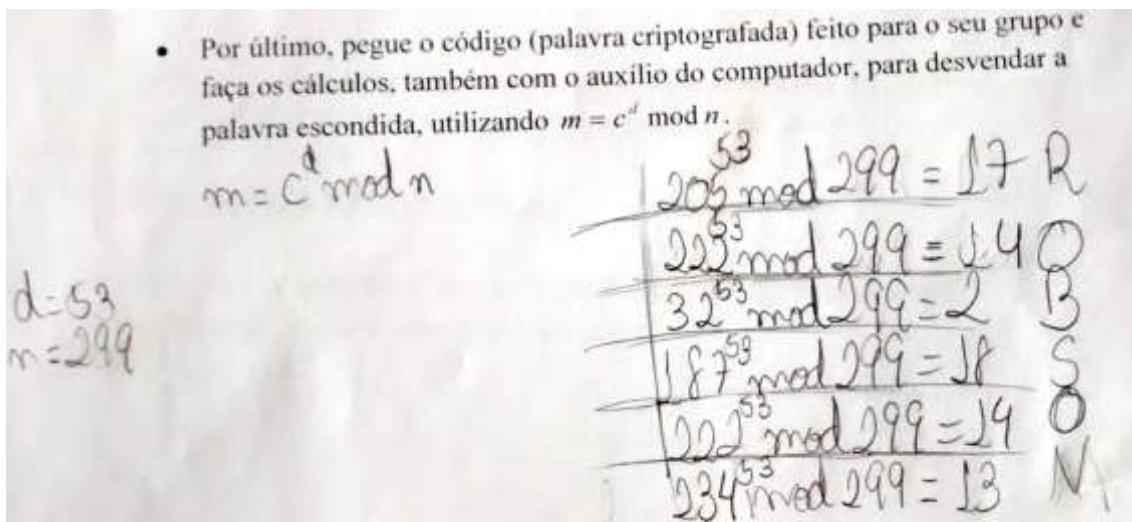 • Por último, pegue o código (palavra criptografada) feito para o seu grupo e
faça os cálculos, também com o auxílio do computador, para desvendar a
palavra escondida, utilizando m = c^d mod n.
m = C^d mod n
d=53
n=299
205^53 mod 299 = 17 R
222^53 mod 299 = 14 O
32^53 mod 299 = 2 B
187^53 mod 299 = 18 S
222^53 mod 299 = 14 O
234^53 mod 299 = 13 N